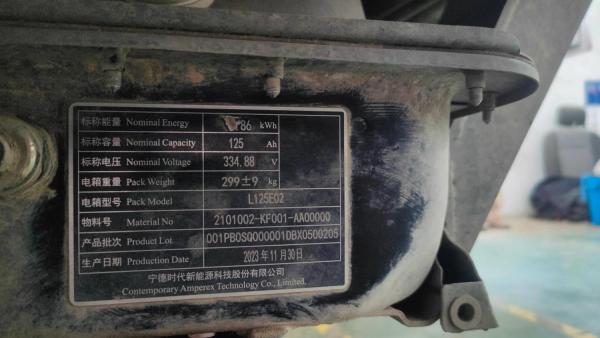 标称能量 Nominal Energy 86 kWh
标称容量 Nominal Capacity 125 Ah
标称电压 Nominal Voltage 334.88 V
电箱重量 Pack Weight 299±9 kg
电箱型号 Pack Model L125E02
物料号 Material No 2101002-KF001-AA00000
产品批次 Product Lot 001PB0SQ000001DBX0500205
生产日期 Production Date 2023年11月30日
宁德时代新能源科技股份有限公司
Contemporary Amperex Technology Co., Limited.